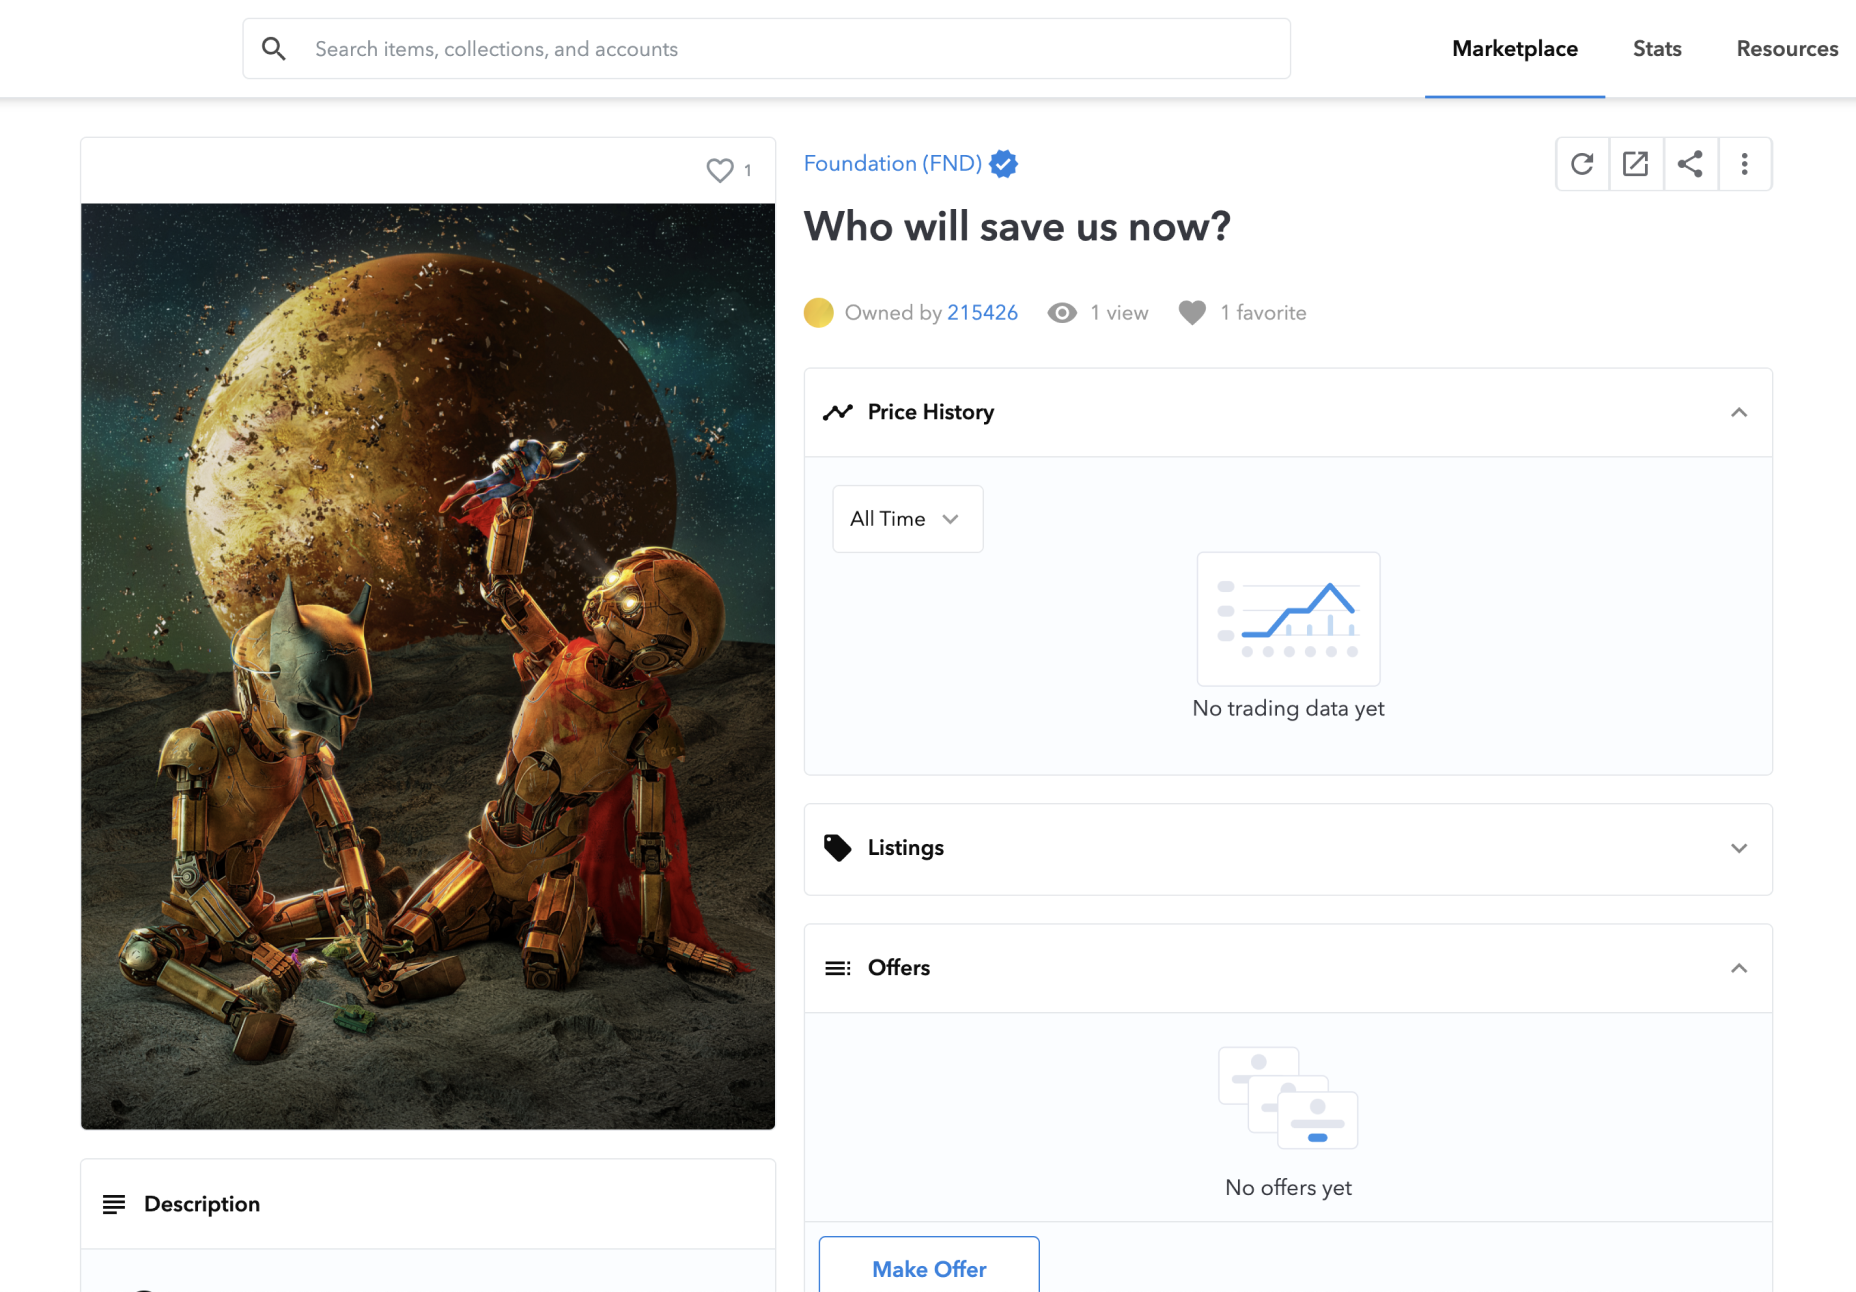 Search items, collections, and accounts
Marketplace
Stats
Resources
1
Foundation (FND)
Who will save us now?
Owned by 215426
1 view
1 favorite
Price History
All Time
No trading data yet
Listings
Offers
No offers yet
Make Offer
Description